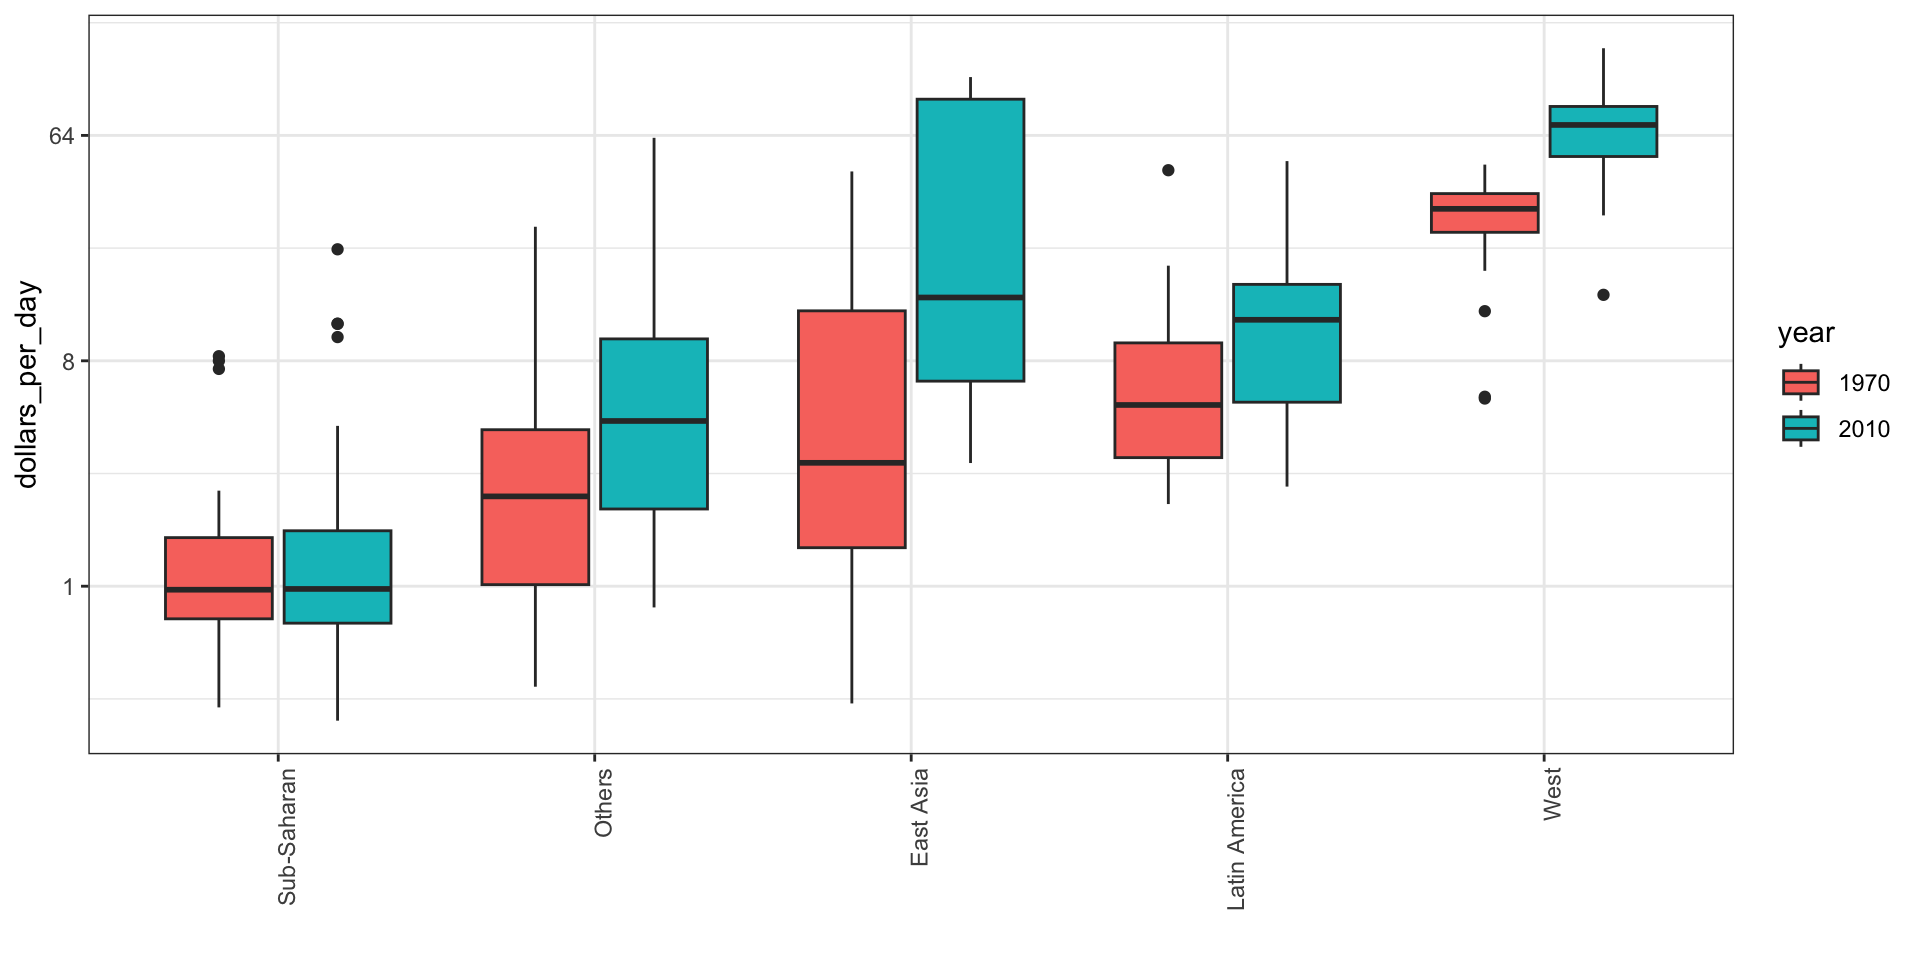 dollars_per_day
64
8
1
Sub-Saharan
Others
East Asia
Latin America
West
year
1970
2010